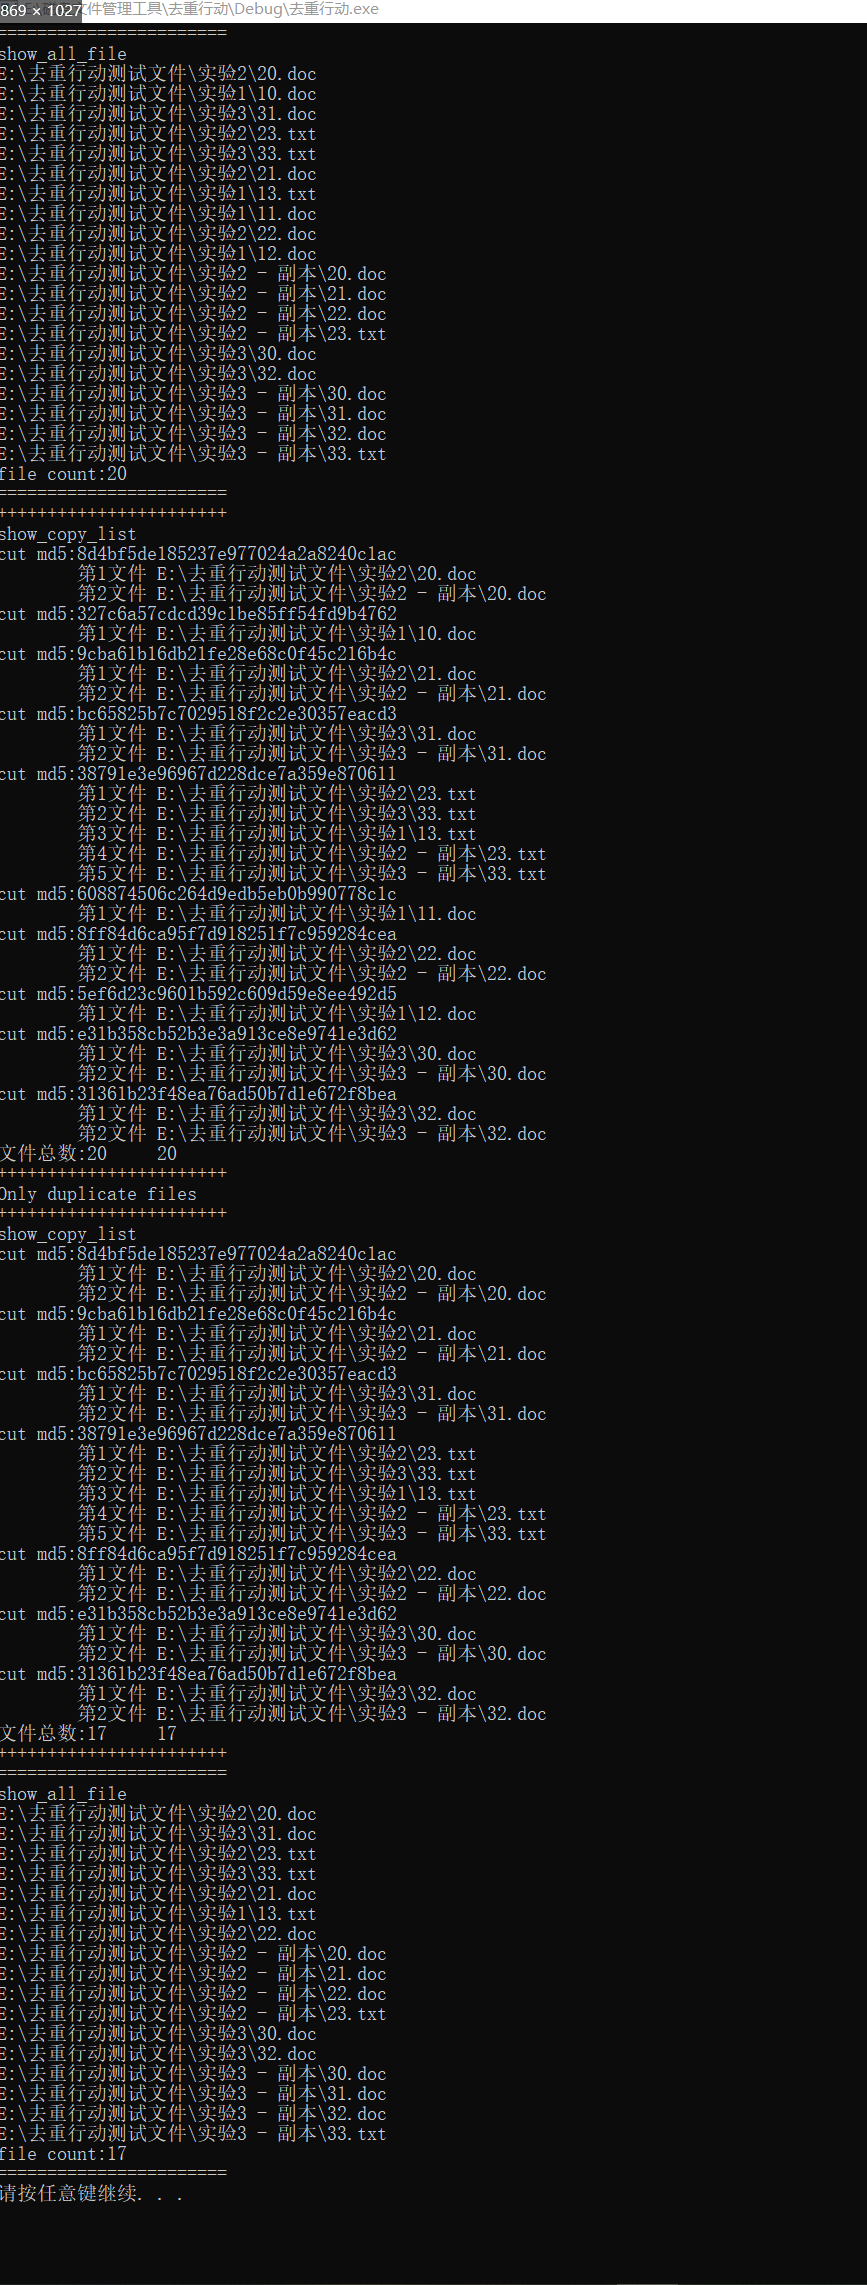 869 × 1027
文件管理工具\去重行动\Debug\去重行动.exe
=======================
show_all_file
E:\去重行动测试文件\实验2\20.doc
E:\去重行动测试文件\实验1\10.doc
E:\去重行动测试文件\实验3\31.doc
E:\去重行动测试文件\实验2\23.txt
E:\去重行动测试文件\实验3\33.txt
E:\去重行动测试文件\实验2\21.doc
E:\去重行动测试文件\实验1\13.txt
E:\去重行动测试文件\实验1\11.doc
E:\去重行动测试文件\实验2\22.doc
E:\去重行动测试文件\实验1\12.doc
E:\去重行动测试文件\实验2 - 副本\20.doc
E:\去重行动测试文件\实验2 - 副本\21.doc
E:\去重行动测试文件\实验2 - 副本\22.doc
E:\去重行动测试文件\实验2 - 副本\23.txt
E:\去重行动测试文件\实验3\30.doc
E:\去重行动测试文件\实验3\32.doc
E:\去重行动测试文件\实验3 - 副本\30.doc
E:\去重行动测试文件\实验3 - 副本\31.doc
E:\去重行动测试文件\实验3 - 副本\32.doc
E:\去重行动测试文件\实验3 - 副本\33.txt
file count:20
=======================
+++++++++++++++++++++++
show_copy_list
cut md5:8d4bf5de185237e977024a2a8240c1ac
第1文件 E:\去重行动测试文件\实验2\20.doc
第2文件 E:\去重行动测试文件\实验2 - 副本\20.doc
cut md5:327c6a57cdcd39c1be85ff54fd9b4762
第1文件 E:\去重行动测试文件\实验1\10.doc
cut md5:9cba61b16db21fe28e68c0f45c216b4c
第1文件 E:\去重行动测试文件\实验2\21.doc
第2文件 E:\去重行动测试文件\实验2 - 副本\21.doc
cut md5:bc65825b7c7029518f2c2e30357eacd3
第1文件 E:\去重行动测试文件\实验3\31.doc
第2文件 E:\去重行动测试文件\实验3 - 副本\31.doc
cut md5:38791e3e96967d228dce7a359e870611
第1文件 E:\去重行动测试文件\实验2\23.txt
第2文件 E:\去重行动测试文件\实验3\33.txt
第3文件 E:\去重行动测试文件\实验1\13.txt
第4文件 E:\去重行动测试文件\实验2 - 副本\23.txt
第5文件 E:\去重行动测试文件\实验3 - 副本\33.txt
cut md5:608874506c264d9edb5eb0b990778c1c
第1文件 E:\去重行动测试文件\实验1\11.doc
cut md5:8ff84d6ca95f7d918251f7c959284cea
第1文件 E:\去重行动测试文件\实验2\22.doc
第2文件 E:\去重行动测试文件\实验2 - 副本\22.doc
cut md5:5ef6d23c9601b592c609d59e8ee492d5
第1文件 E:\去重行动测试文件\实验1\12.doc
cut md5:e31b358cb52b3e3a913ce8e9741e3d62
第1文件 E:\去重行动测试文件\实验3\30.doc
第2文件 E:\去重行动测试文件\实验3 - 副本\30.doc
cut md5:31361b23f48ea76ad50b7d1e672f8bea
第1文件 E:\去重行动测试文件\实验3\32.doc
第2文件 E:\去重行动测试文件\实验3 - 副本\32.doc
文件总数:20 20
+++++++++++++++++++++++
Only duplicate files
+++++++++++++++++++++++
show_copy_list
cut md5:8d4bf5de185237e977024a2a8240c1ac
第1文件 E:\去重行动测试文件\实验2\20.doc
第2文件 E:\去重行动测试文件\实验2 - 副本\20.doc
cut md5:9cba61b16db21fe28e68c0f45c216b4c
第1文件 E:\去重行动测试文件\实验2\21.doc
第2文件 E:\去重行动测试文件\实验2 - 副本\21.doc
cut md5:bc65825b7c7029518f2c2e30357eacd3
第1文件 E:\去重行动测试文件\实验3\31.doc
第2文件 E:\去重行动测试文件\实验3 - 副本\31.doc
cut md5:38791e3e96967d228dce7a359e870611
第1文件 E:\去重行动测试文件\实验2\23.txt
第2文件 E:\去重行动测试文件\实验3\33.txt
第3文件 E:\去重行动测试文件\实验1\13.txt
第4文件 E:\去重行动测试文件\实验2 - 副本\23.txt
第5文件 E:\去重行动测试文件\实验3 - 副本\33.txt
cut md5:8ff84d6ca95f7d918251f7c959284cea
第1文件 E:\去重行动测试文件\实验2\22.doc
第2文件 E:\去重行动测试文件\实验2 - 副本\22.doc
cut md5:e31b358cb52b3e3a913ce8e9741e3d62
第1文件 E:\去重行动测试文件\实验3\30.doc
第2文件 E:\去重行动测试文件\实验3 - 副本\30.doc
cut md5:31361b23f48ea76ad50b7d1e672f8bea
第1文件 E:\去重行动测试文件\实验3\32.doc
第2文件 E:\去重行动测试文件\实验3 - 副本\32.doc
文件总数:17 17
+++++++++++++++++++++++
=======================
show_all_file
E:\去重行动测试文件\实验2\20.doc
E:\去重行动测试文件\实验3\31.doc
E:\去重行动测试文件\实验2\23.txt
E:\去重行动测试文件\实验3\33.txt
E:\去重行动测试文件\实验2\21.doc
E:\去重行动测试文件\实验1\13.txt
E:\去重行动测试文件\实验2\22.doc
E:\去重行动测试文件\实验2 - 副本\20.doc
E:\去重行动测试文件\实验2 - 副本\21.doc
E:\去重行动测试文件\实验2 - 副本\22.doc
E:\去重行动测试文件\实验2 - 副本\23.txt
E:\去重行动测试文件\实验3\30.doc
E:\去重行动测试文件\实验3\32.doc
E:\去重行动测试文件\实验3 - 副本\30.doc
E:\去重行动测试文件\实验3 - 副本\31.doc
E:\去重行动测试文件\实验3 - 副本\32.doc
E:\去重行动测试文件\实验3 - 副本\33.txt
file count:17
=======================
请按任意键继续. . .